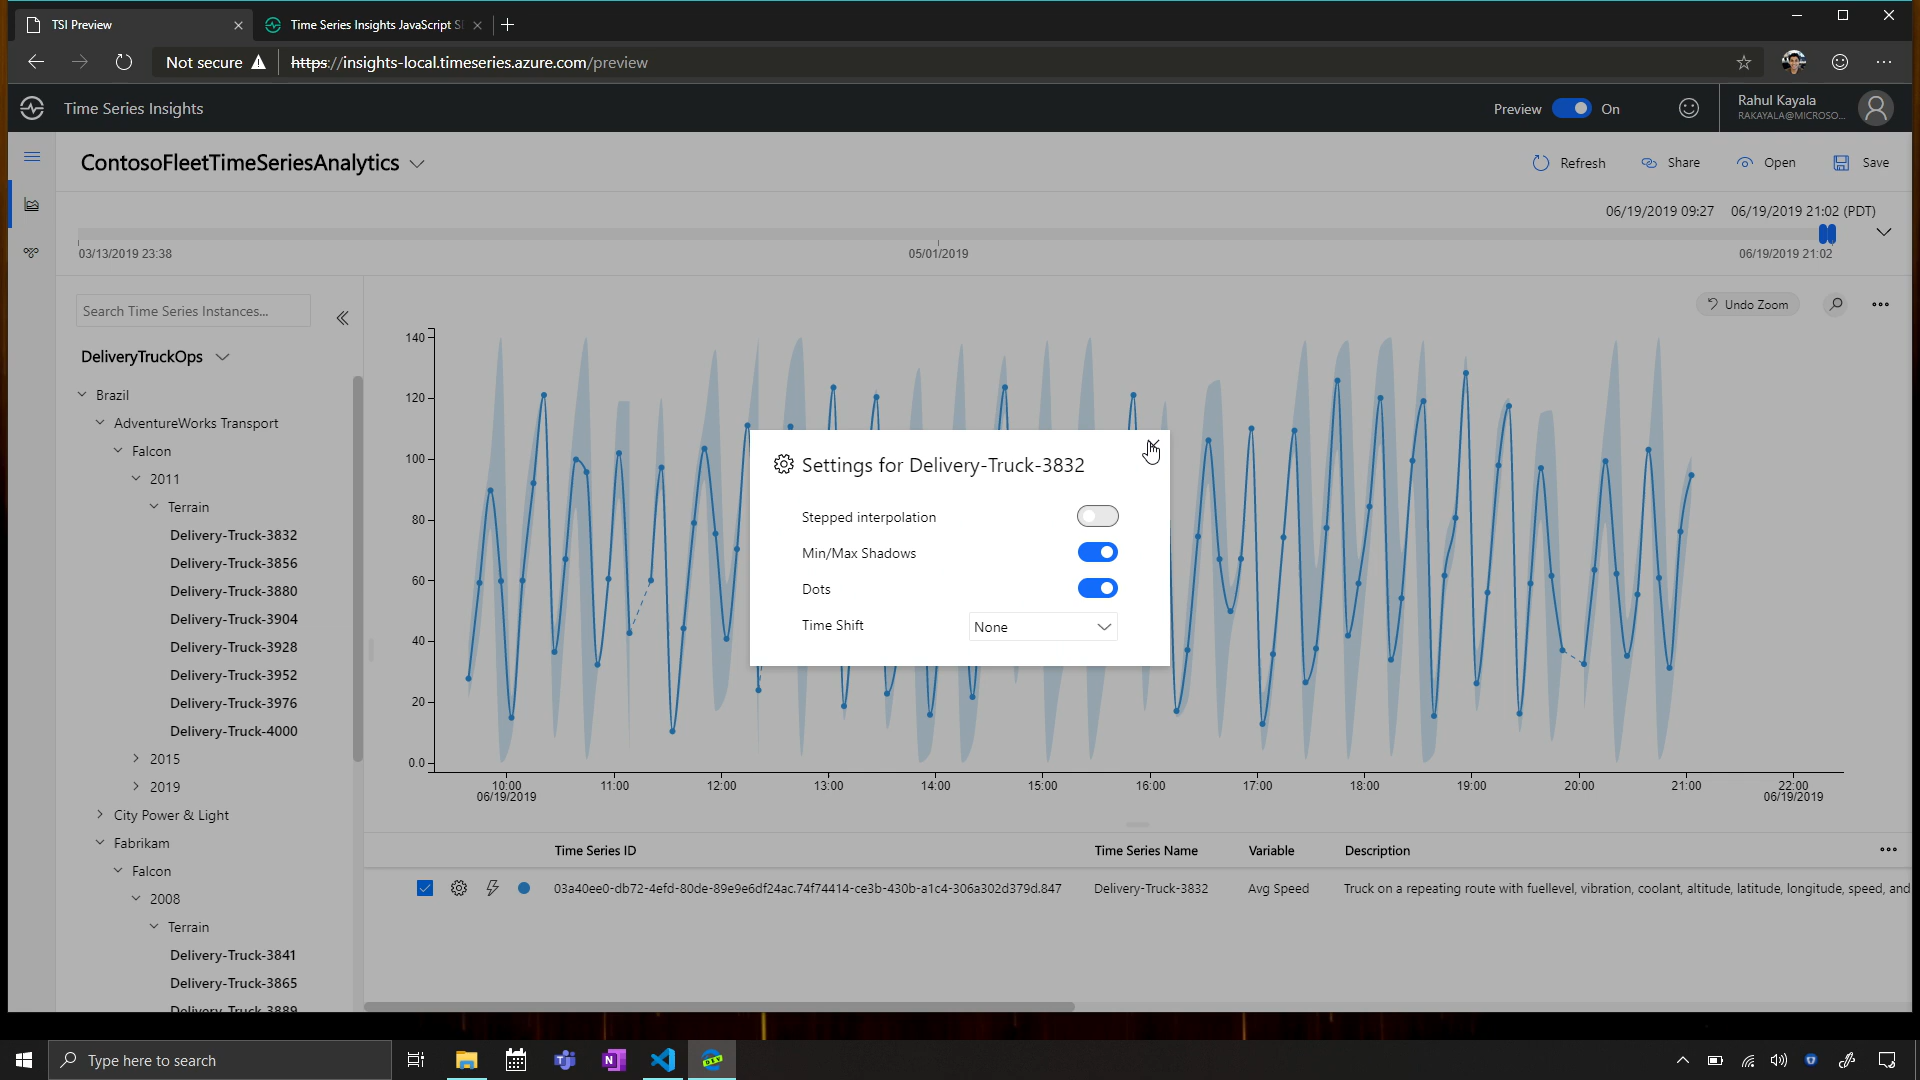 TSI Preview
Time Series Insights JavaScript S
Not secure
https://insights-local.timeseries.azure.com/preview
Time Series Insights
Preview
On
Rahul Kayala
RAKAYALA@MICROSO...
ContosoFleetTimeSeriesAnalytics
Refresh
Share
Open
Save
06/19/2019 09:27
06/19/2019 21:02 (PDT)
03/13/2019 23:38
05/01/2019
06/19/2019 21:02
Search Time Series Instances...
Undo Zoom
DeliveryTruckOps
Brazil
AdventureWorks Transport
Falcon
2011
Terrain
Delivery-Truck-3832
Delivery-Truck-3856
Delivery-Truck-3880
Delivery-Truck-3904
Delivery-Truck-3928
Delivery-Truck-3952
Delivery-Truck-3976
Delivery-Truck-4000
2015
2019
City Power & Light
Fabrikam
Falcon
2008
Terrain
Delivery-Truck-3841
Delivery-Truck-3865
Delivery-Truck-3889
140
120
100
80
60
40
20
0.0
10:00
06/19/2019
11:00
12:00
13:00
14:00
15:00
16:00
17:00
18:00
19:00
20:00
21:00
22:00
06/19/2019
Settings for Delivery-Truck-3832
Stepped interpolation
Min/Max Shadows
Dots
Time Shift
None
Time Series ID
Time Series Name
Variable
Description
03a40ee0-db72-4efd-80de-89e9e6df24ac.74f74414-ce3b-430b-a1c4-306a302d379d.847
Delivery-Truck-3832
Avg Speed
Truck on a repeating route with fuellevel, vibration, coolant, altitude, latitude, longitude, speed, and
Type here to search
DEV